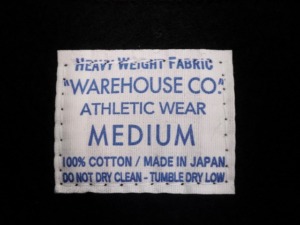 HEAVY WEIGHT FABRIC
"WAREHOUSE CO."
ATHLETIC WEAR
MEDIUM
100% COTTON / MADE IN JAPAN.
DO NOT DRY CLEAN - TUMBLE DRY LOW.